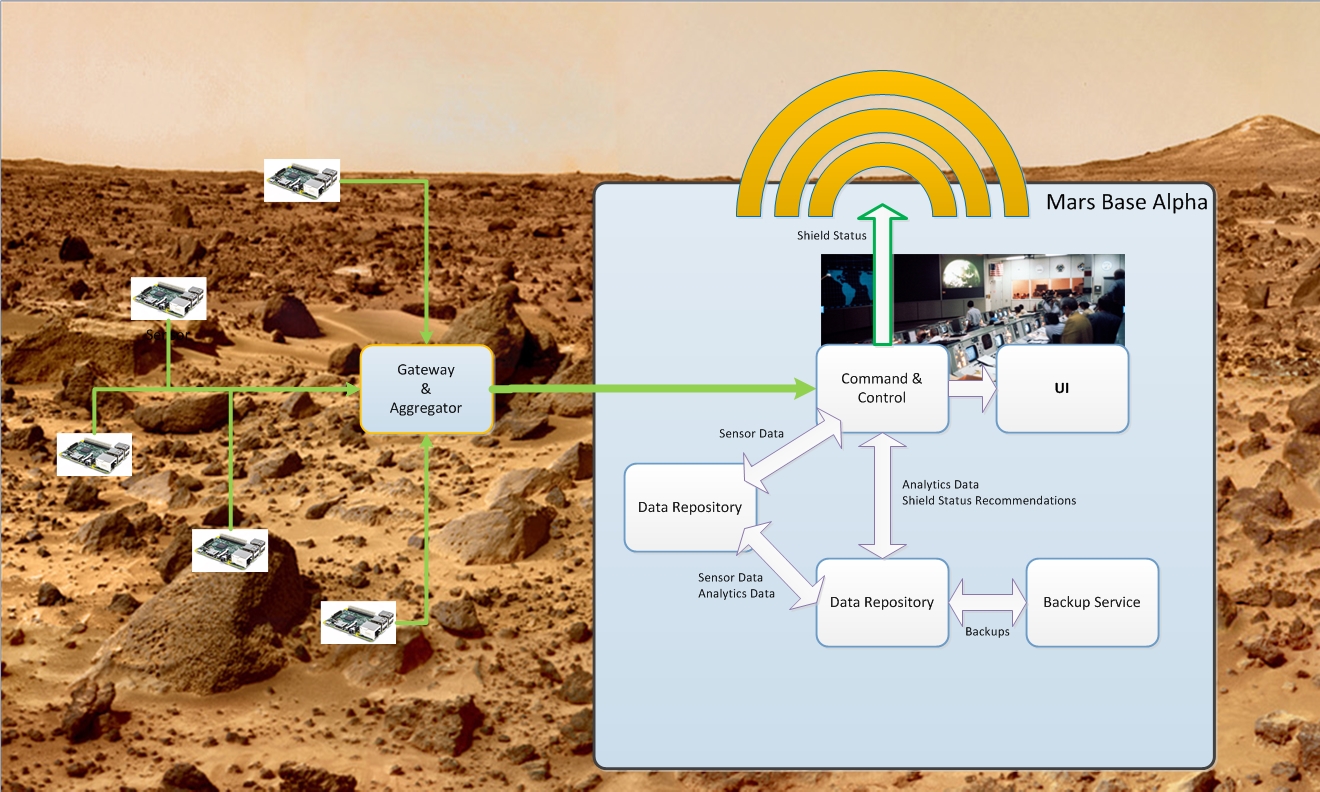 Mars Base Alpha
Shield Status
Sensor
Gateway
&
Aggregator
Command &
Control
UI
Sensor Data
Data Repository
Analytics Data
Shield Status Recommendations
Sensor Data
Analytics Data
Data Repository
Backups
Backup Service